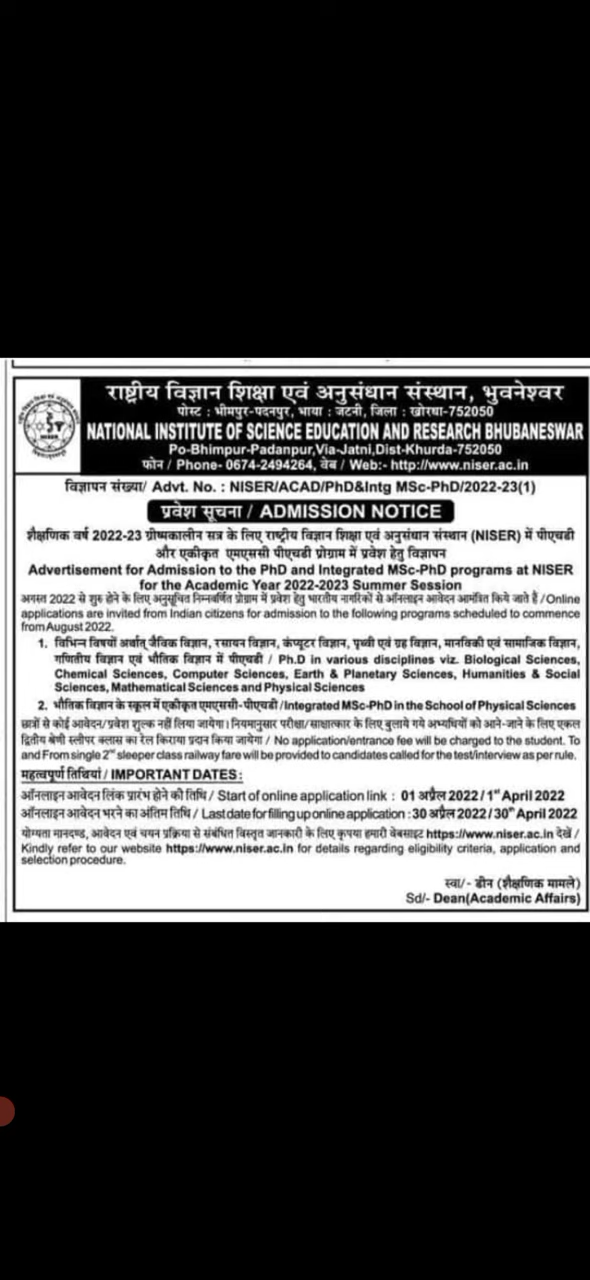 राष्ट्रीय विज्ञान शिक्षा एवं अनुसंधान संस्थान, भुवनेश्वर
पोस्ट : भीमपुर-पदनपुर, भाया : जटनी, जिला : खोरधा-752050
NATIONAL INSTITUTE OF SCIENCE EDUCATION AND RESEARCH BHUBANESWAR
Po-Bhimpur-Padanpur,Via-Jatni,Dist-Khurda-752050
फोन / Phone- 0674-2494264, वेब / Web:- http://www.niser.ac.in
NISER
विज्ञापन संख्या/ Advt. No. : NISER/ACAD/PhD&Intg MSc-PhD/2022-23(1)
प्रवेश सूचना / ADMISSION NOTICE
शैक्षणिक वर्ष 2022-23 ग्रीष्मकालीन सत्र के लिए राष्ट्रीय विज्ञान शिक्षा एवं अनुसंधान संस्थान (NISER) में पीएचडी
और एकीकृत एमएससी पीएचडी प्रोग्राम में प्रवेश हेतु विज्ञापन
Advertisement for Admission to the PhD and Integrated MSc-PhD programs at NISER
for the Academic Year 2022-2023 Summer Session
अगस्त 2022 से शुरु होने के लिए अनुसूचित निम्नवर्णित प्रोग्राम में प्रवेश हेतु भारतीय नागरिकों से ऑनलाइन आवेदन आमंत्रित किये जाते हैं / Online
applications are invited from Indian citizens for admission to the following programs scheduled to commence
from August 2022.
1. विभिन्न विषयों अर्थात् जैविक विज्ञान, रसायन विज्ञान, कंप्यूटर विज्ञान, पृथ्वी एवं ग्रह विज्ञान, मानविकी एवं सामाजिक विज्ञान,
गणितीय विज्ञान एवं भौतिक विज्ञान में पीएचडी / Ph.D in various disciplines viz. Biological Sciences,
Chemical Sciences, Computer Sciences, Earth & Planetary Sciences, Humanities & Social
Sciences, Mathematical Sciences and Physical Sciences
2. भौतिक विज्ञान के स्कूल में एकीकृत एमएससी-पीएचडी / Integrated MSc-PhD in the School of Physical Sciences
छात्रों से कोई आवेदन/प्रवेश शुल्क नहीं लिया जायेगा। नियमानुसार परीक्षा/साक्षात्कार के लिए बुलाये गये अभ्यर्थियों को आने-जाने के लिए एकल
द्वितीय श्रेणी स्लीपर क्लास का रेल किराया प्रदान किया जायेगा / No application/entrance fee will be charged to the student. To
and From single 2nd sleeper class railway fare will be provided to candidates called for the test/interview as per rule.
महत्वपूर्ण तिथियां / IMPORTANT DATES :
ऑनलाइन आवेदन लिंक प्रारंभ होने की तिथि / Start of online application link : 01 अप्रैल 2022 / 1st April 2022
ऑनलाइन आवेदन भरने का अंतिम तिथि / Last date for filling up online application : 30 अप्रैल 2022 / 30th April 2022
योग्यता मानदण्ड, आवेदन एवं चयन प्रक्रिया से संबंधित विस्तृत जानकारी के लिए कृपया हमारी वेबसाइट https://www.niser.ac.in देखें /
Kindly refer to our website https://www.niser.ac.in for details regarding eligibility criteria, application and
selection procedure.
स्वा/- डीन (शैक्षणिक मामले)
Sd/- Dean(Academic Affairs)